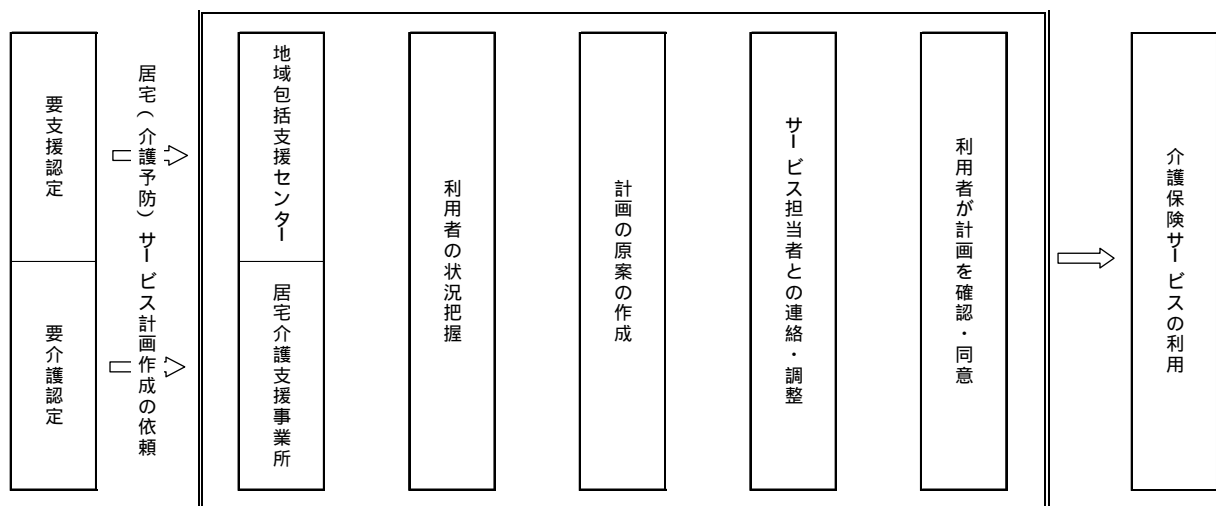 要支援認定
要介護認定
居宅（介護予防）サービス計画作成の依頼
地域包括支援センター
居宅介護支援事業所
利用者の状況把握
計画の原案の作成
サービス担当者との連絡・調整
利用者が計画を確認・同意
介護保険サービスの利用